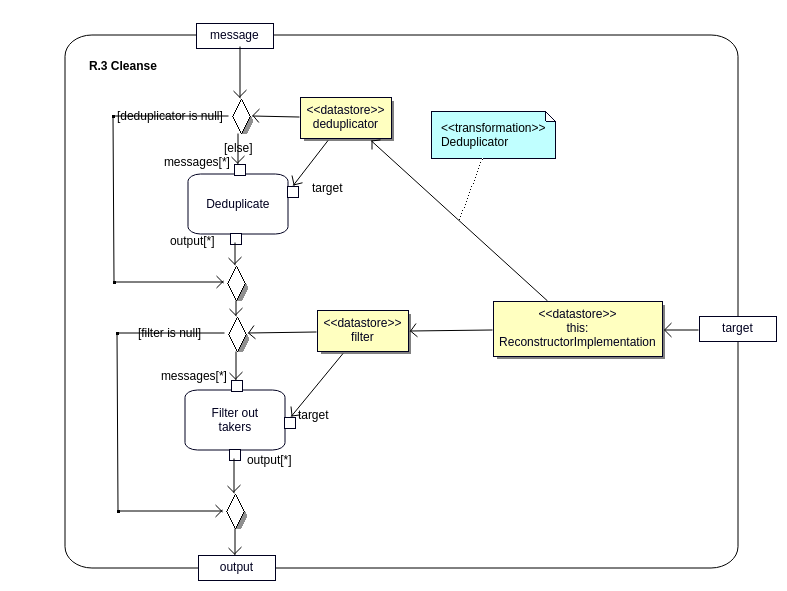 message
R.3 Cleanse
<<datastore>>
deduplicator
<<transformation>>
Deduplicator
[deduplicator is null]
[else]
messages[*]
target
Deduplicate
output[*]
<<datastore>>
this:
ReconstructorImplementation
target
<<datastore>>
filter
[filter is null]
messages[*]
target
Filter out
takers
output[*]
output